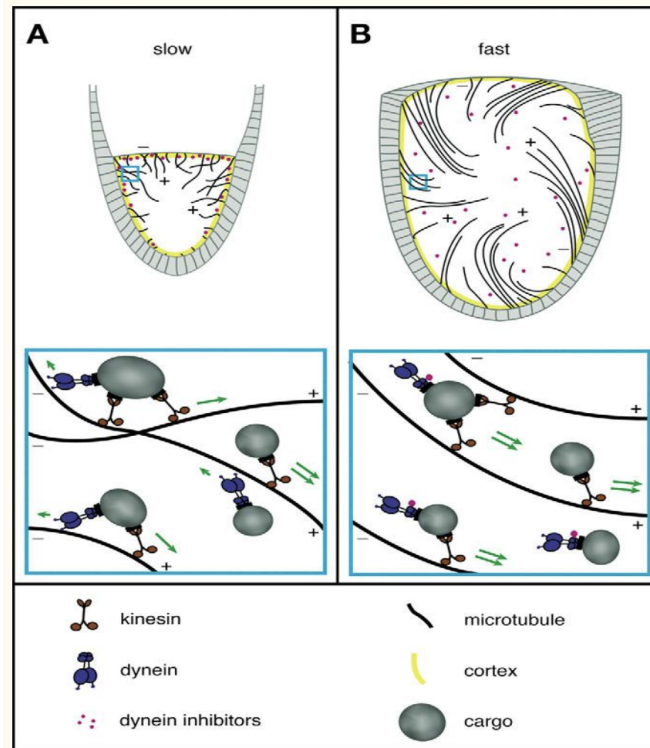 A
B
slow
fast
–
+
+
–
+
+
–
–
+
–
+
–
+
–
+
–
+
–
kinesin
microtubule
dynein
cortex
dynein inhibitors
cargo